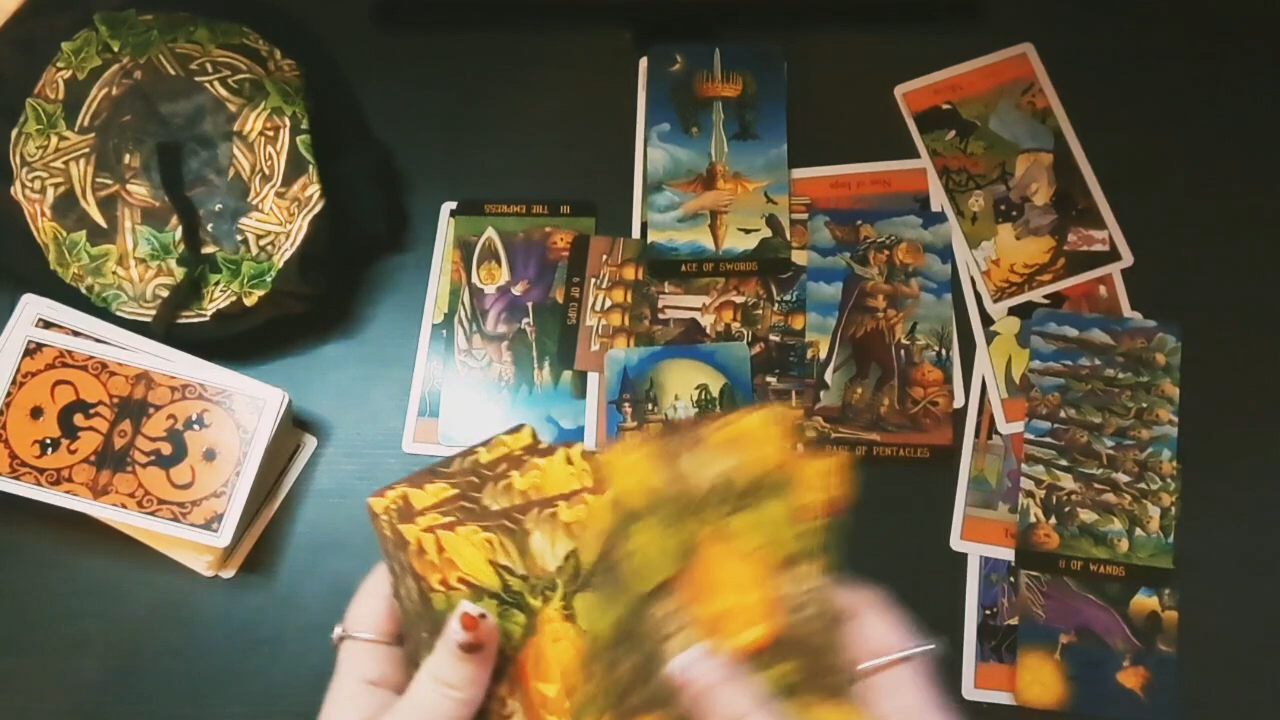 III THE EMPRESS
6 OF CUPS
ACE OF SWORDS
PAGE OF PENTACLES
8 OF WANDS